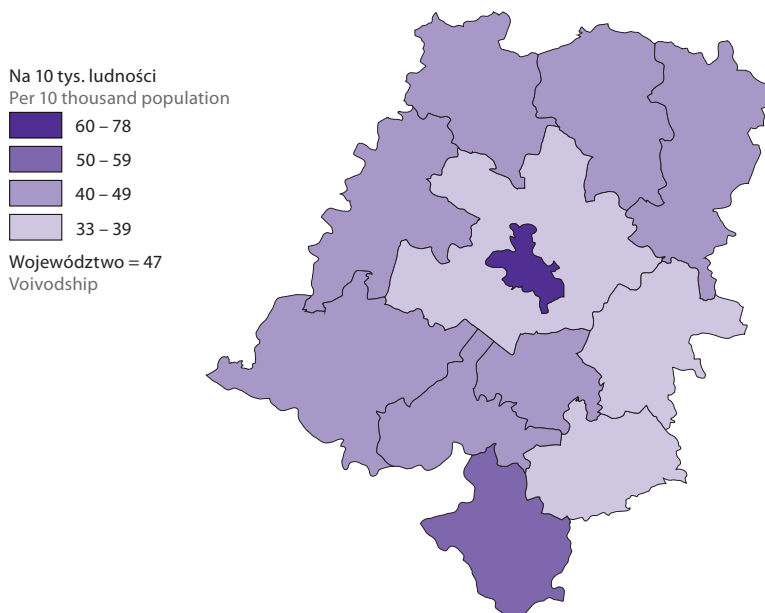 Na 10 tys. ludności
Per 10 thousand population
60 – 78
50 – 59
40 – 49
33 – 39
Województwo = 47
Voivodship